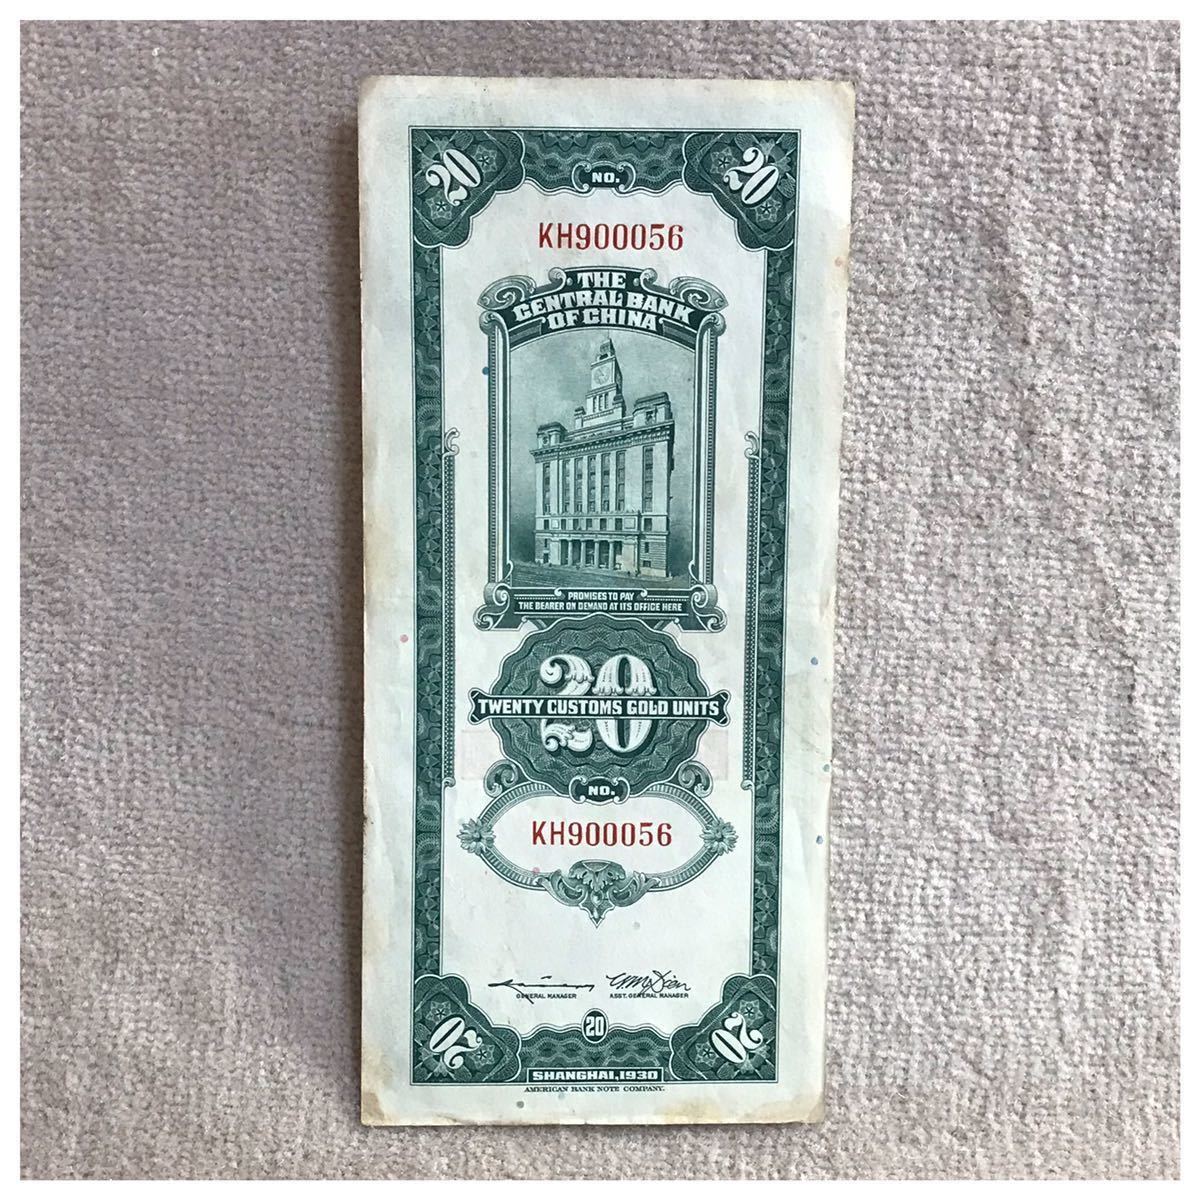 20 20
NO.
KH900056
THE
CENTRAL BANK
OF CHINA
PROMISES TO PAY
THE BEARER ON DEMAND AT ITS OFFICE HERE
20
TWENTY CUSTOMS GOLD UNITS
NO.
KH900056
GENERAL MANAGER ASST. GENERAL MANAGER
20
20 20
SHANGHAI, 1930
AMERICAN BANK NOTE COMPANY.